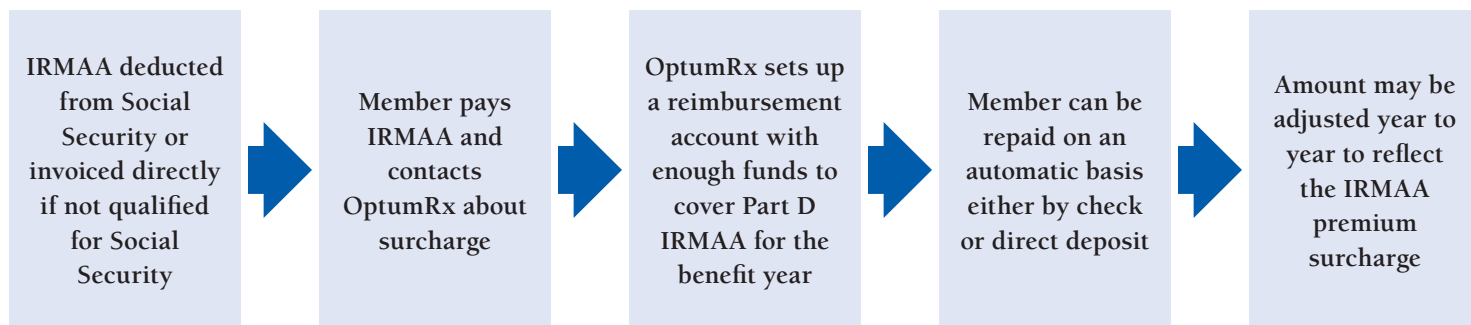 IRMAA deducted
from Social
Security or
invoiced directly
if not qualified
for Social
Security
Member pays
IRMAA and
contacts
OptumRx about
surcharge
OptumRx sets up
a reimbursement
account with
enough funds to
cover Part D
IRMAA for the
benefit year
Member can be
repaid on an
automatic basis
either by check
or direct deposit
Amount may be
adjusted year to
year to reflect
the IRMAA
premium
surcharge